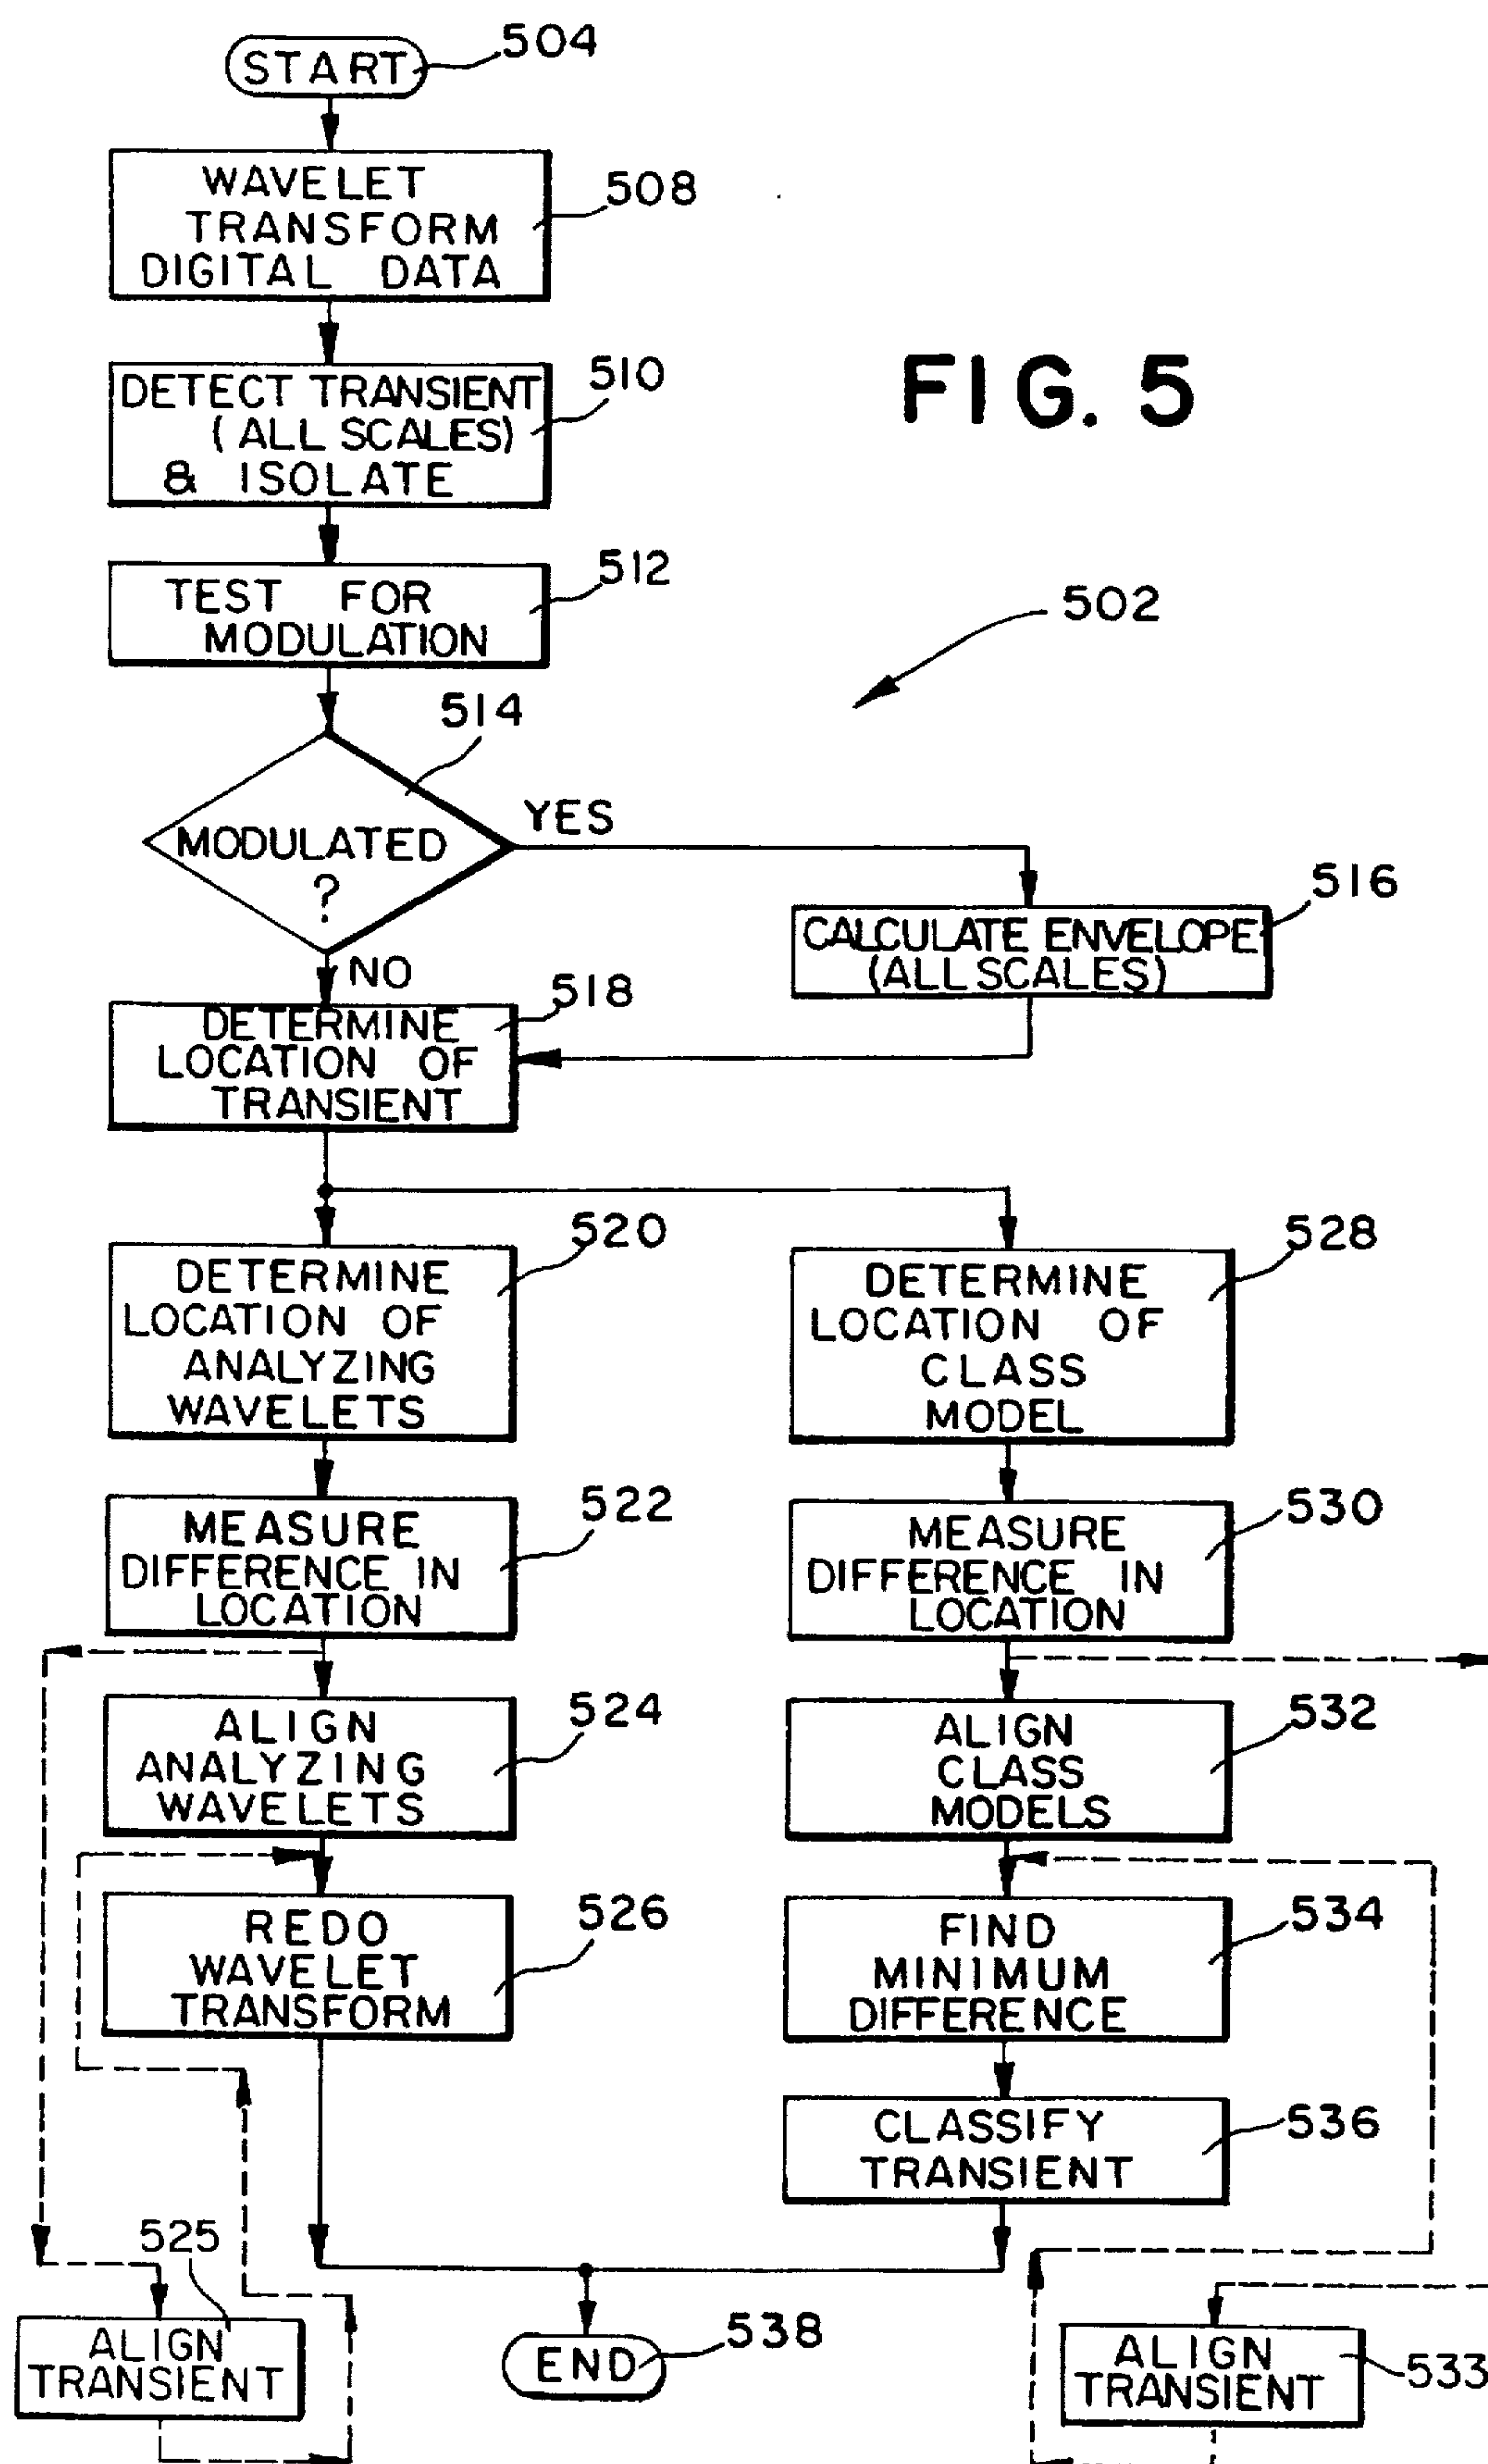 START
504
WAVELET
TRANSFORM
DIGITAL DATA
508
FIG. 5
DETECT TRANSIENT
(ALL SCALES)
& ISOLATE
510
TEST FOR
MODULATION
512
502
514
MODULATED
?
YES
NO
CALCULATE ENVELOPE
(ALL SCALES)
516
DETERMINE
LOCATION OF
TRANSIENT
518
DETERMINE
LOCATION OF
ANALYZING
WAVELETS
520
DETERMINE
LOCATION OF
CLASS
MODEL
528
MEASURE
DIFFERENCE IN
LOCATION
522
MEASURE
DIFFERENCE IN
LOCATION
530
ALIGN
ANALYZING
WAVELETS
524
ALIGN
CLASS
MODELS
532
REDO
WAVELET
TRANSFORM
526
FIND
MINIMUM
DIFFERENCE
534
CLASSIFY
TRANSIENT
536
525
ALIGN
TRANSIENT
END
538
ALIGN
TRANSIENT
533